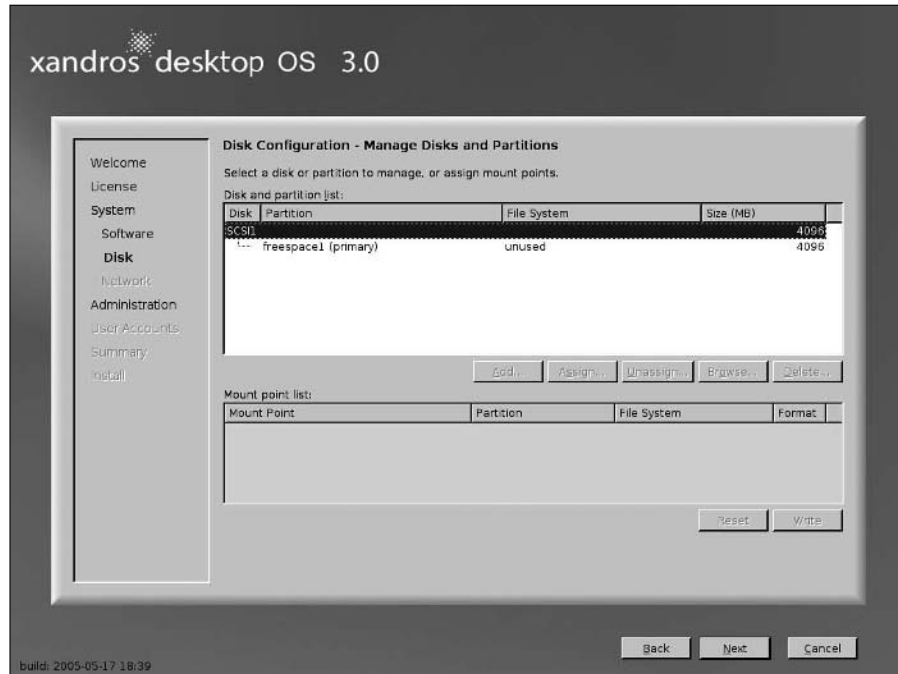 xandros desktop OS 3.0
Welcome
License
System
Software
Disk
Network
Administration
User Accounts
Summary
Install
Disk Configuration - Manage Disks and Partitions
Select a disk or partition to manage, or assign mount points.
Disk and partition list:
Disk Partition File System Size (MB)
SCSI1 4096
freespace1 (primary) unused 4096
Add... Assign... Unassign... Browse... Delete...
Mount point list:
Mount Point Partition File System Format
Reset Write
Back Next Cancel
build: 2005-05-17 18:39